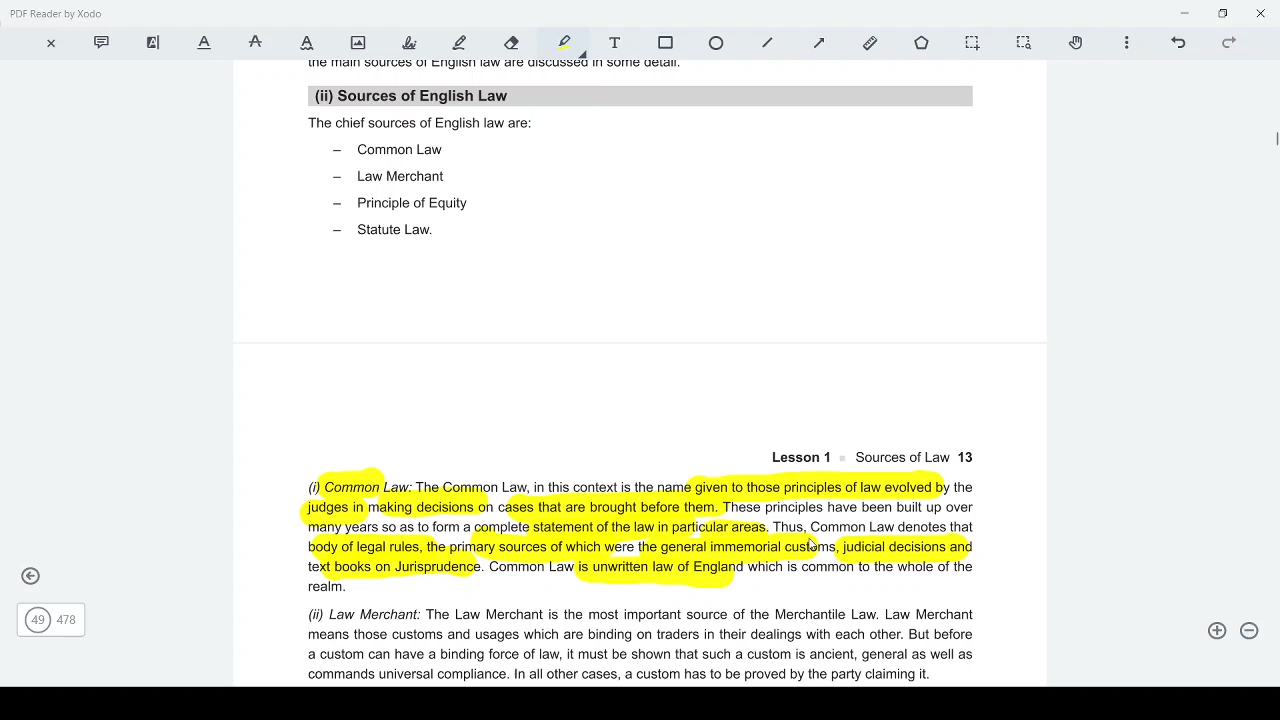 PDF Reader by Xodo
the main sources of English law are discussed in some detail.
(ii) Sources of English Law
The chief sources of English law are:
– Common Law
– Law Merchant
– Principle of Equity
– Statute Law.
Lesson 1 ■ Sources of Law 13
(i) Common Law: The Common Law, in this context is the name given to those principles of law evolved by the
judges in making decisions on cases that are brought before them. These principles have been built up over
many years so as to form a complete statement of the law in particular areas. Thus, Common Law denotes that
body of legal rules, the primary sources of which were the general immemorial customs, judicial decisions and
text books on Jurisprudence. Common Law is unwritten law of England which is common to the whole of the
realm.
(ii) Law Merchant: The Law Merchant is the most important source of the Merchantile Law. Law Merchant
means those customs and usages which are binding on traders in their dealings with each other. But before
a custom can have a binding force of law, it must be shown that such a custom is ancient, general as well as
commands universal compliance. In all other cases, a custom has to be proved by the party claiming it.
49 478